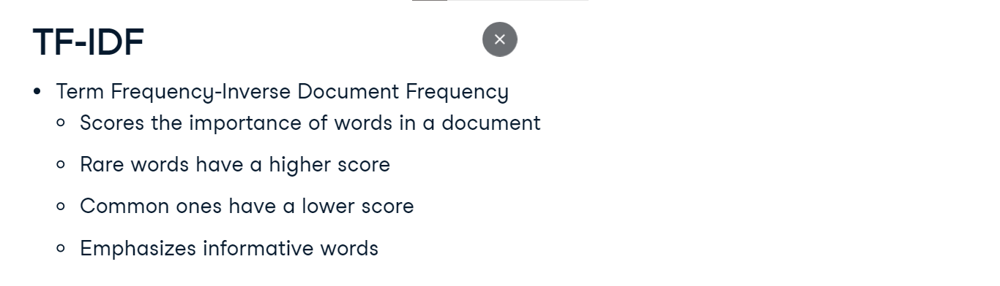 TF-IDF
Term Frequency-Inverse Document Frequency
Scores the importance of words in a document
Rare words have a higher score
Common ones have a lower score
Emphasizes informative words